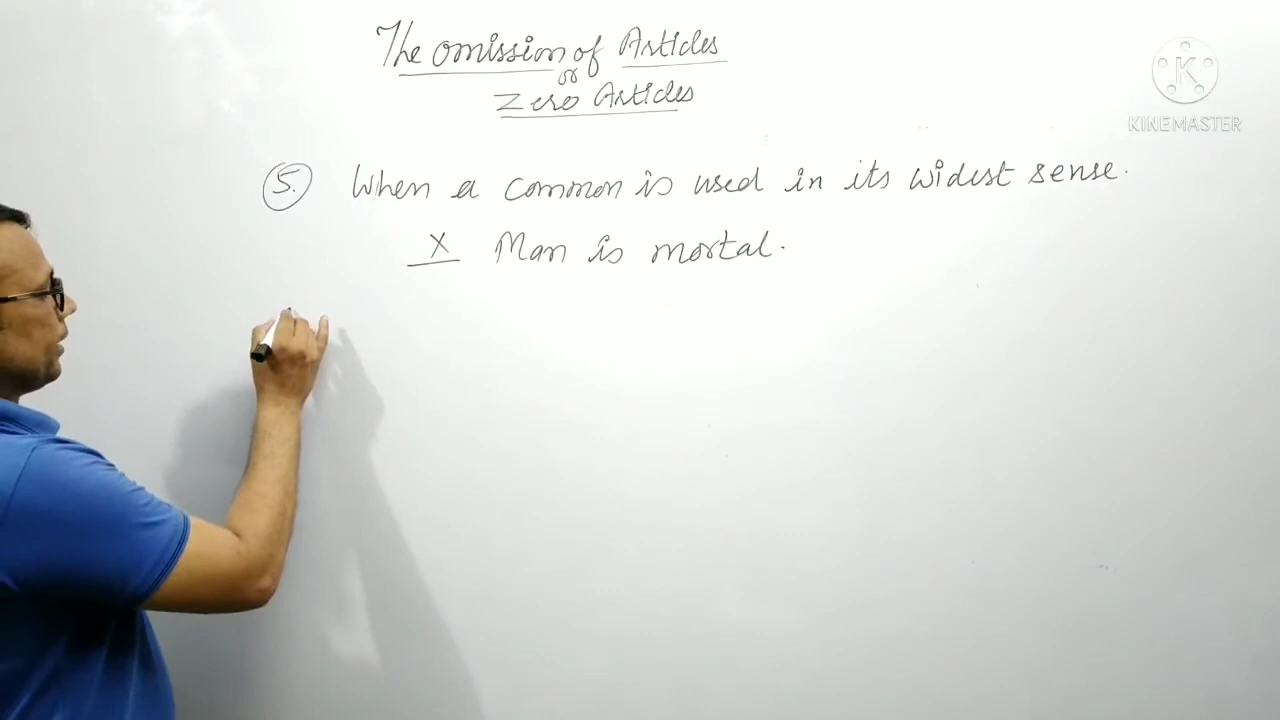 The omission of Articles
or
Zero Articles
5. When a common is used in its widest sense.
X Man is mortal.
K
KINEMASTER